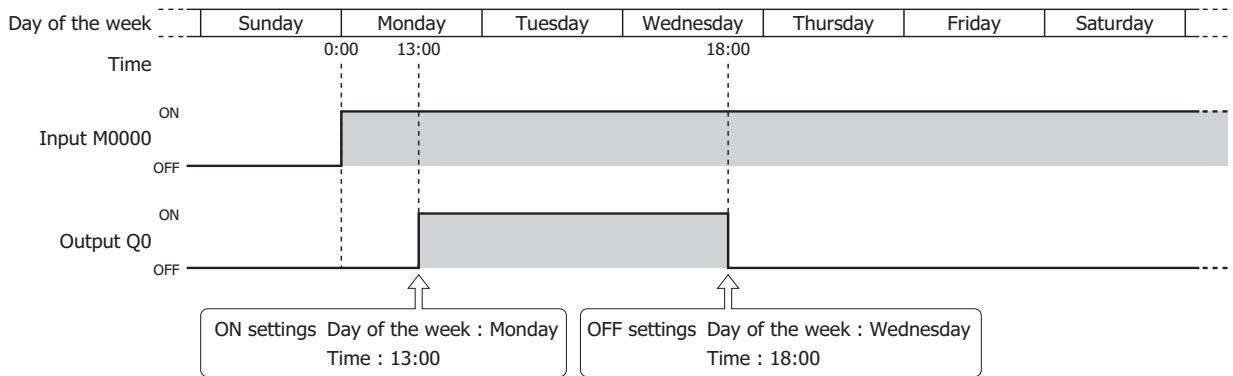 Day of the week Sunday Monday Tuesday Wednesday Thursday Friday Saturday
0:00 13:00 18:00
Time
ON
Input M0000
OFF
ON
Output Q0
OFF
ON settings Day of the week : Monday
Time : 13:00
OFF settings Day of the week : Wednesday
Time : 18:00